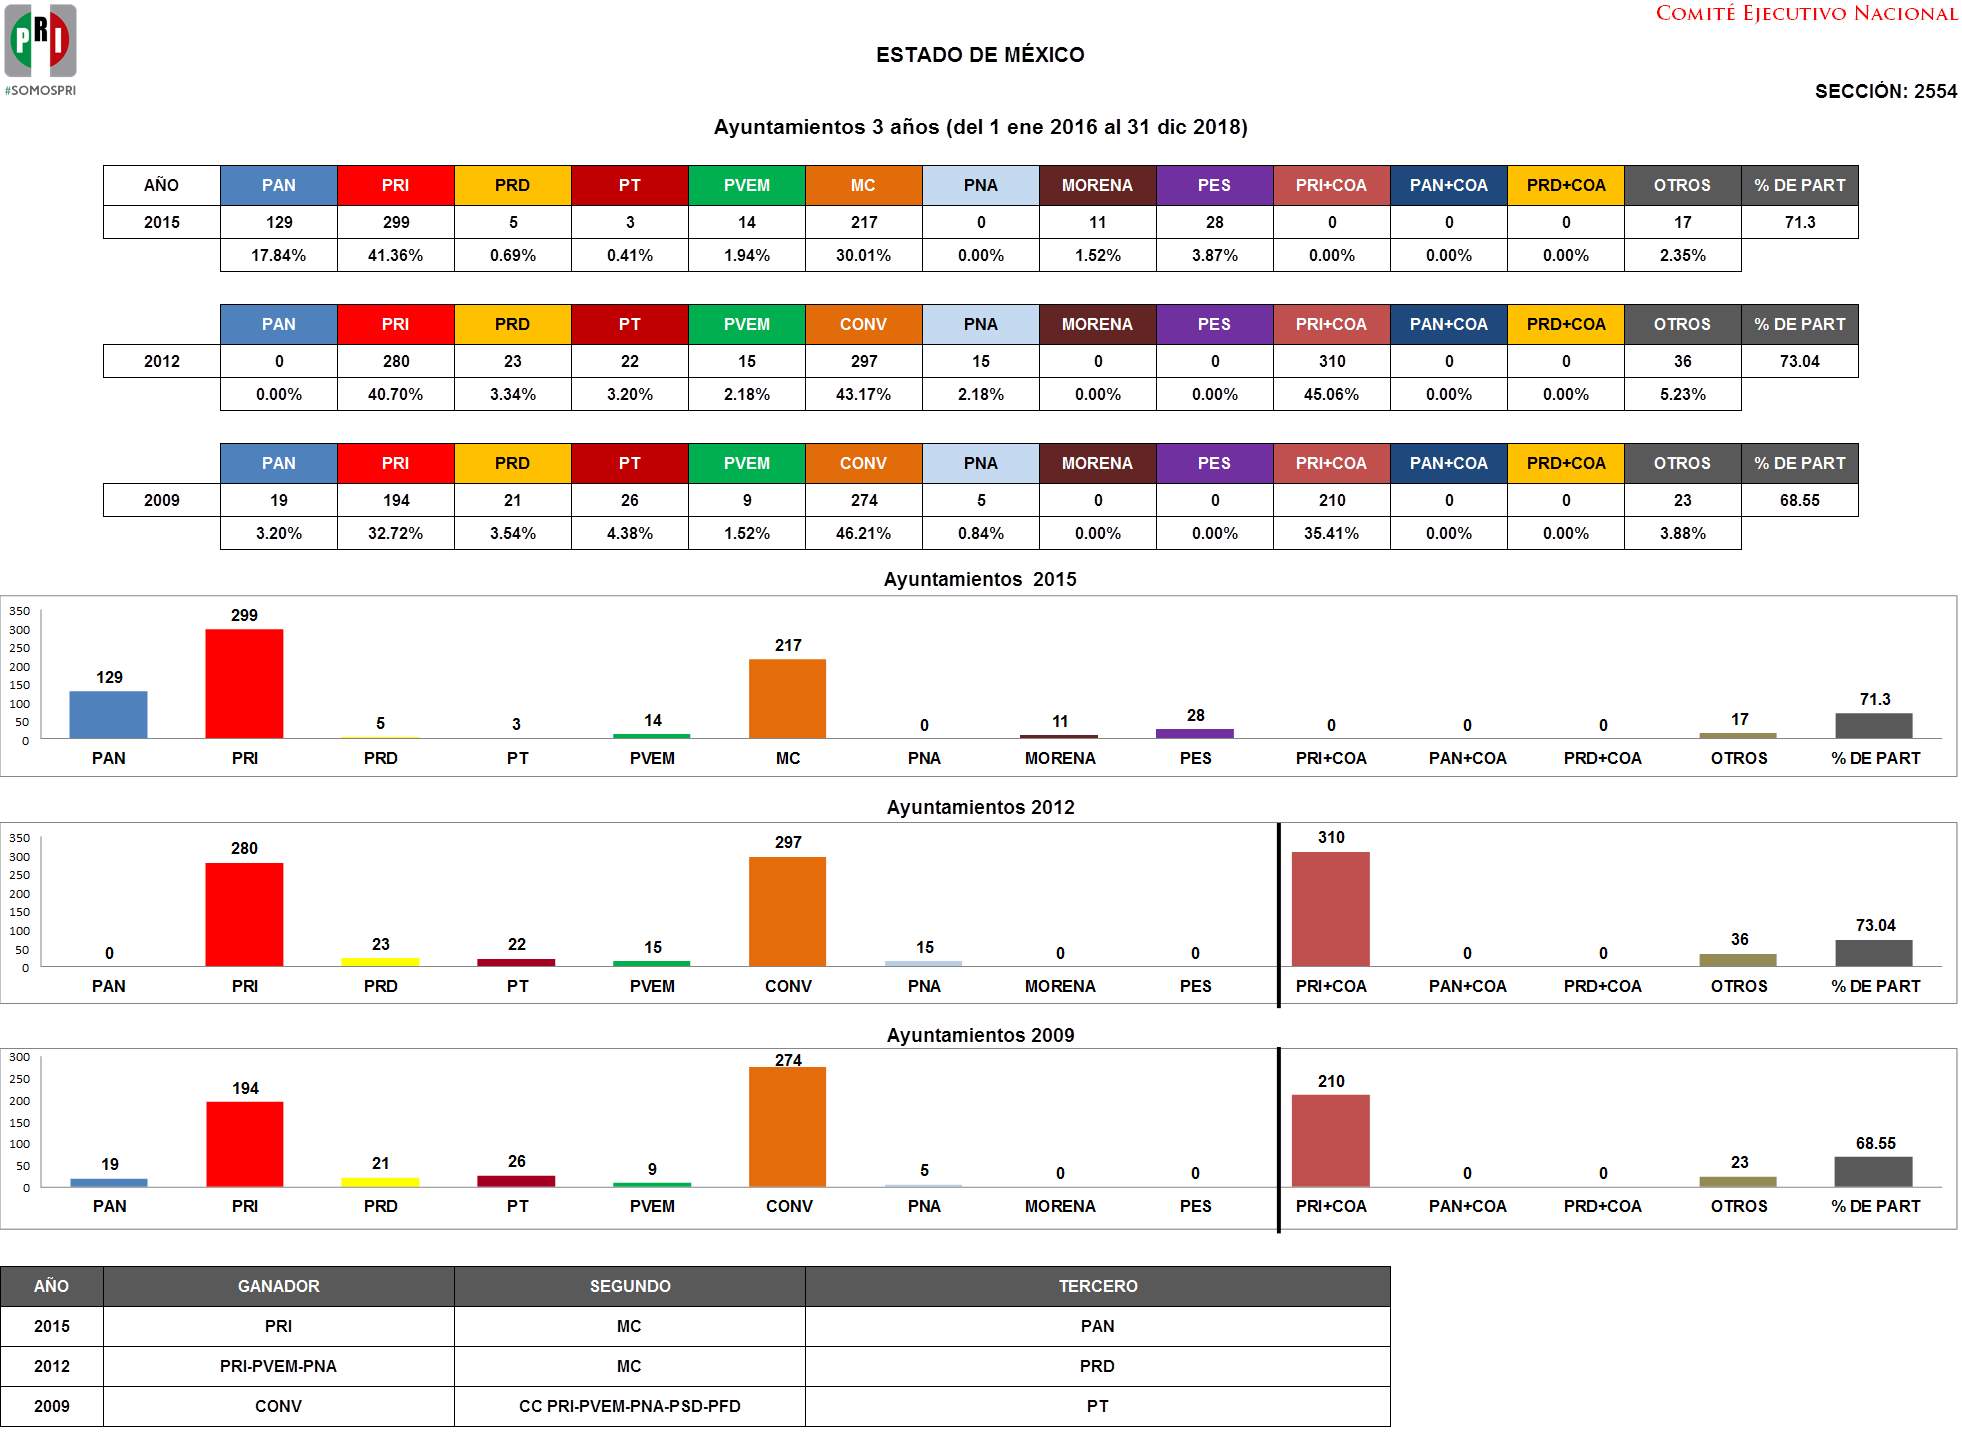 PRI
#SOMOSPRI
COMITÉ EJECUTIVO NACIONAL
ESTADO DE MÉXICO
SECCIÓN: 2554
Ayuntamientos 3 años (del 1 ene 2016 al 31 dic 2018)
AÑO PAN PRI PRD PT PVEM MC PNA MORENA PES PRI+COA PAN+COA PRD+COA OTROS % DE PART
2015 129 299 5 3 14 217 0 11 28 0 0 0 17 71.3
17.84% 41.36% 0.69% 0.41% 1.94% 30.01% 0.00% 1.52% 3.87% 0.00% 0.00% 0.00% 2.35%
PAN PRI PRD PT PVEM CONV PNA MORENA PES PRI+COA PAN+COA PRD+COA OTROS % DE PART
2012 0 280 23 22 15 297 15 0 0 310 0 0 36 73.04
0.00% 40.70% 3.34% 3.20% 2.18% 43.17% 2.18% 0.00% 0.00% 45.06% 0.00% 0.00% 5.23%
PAN PRI PRD PT PVEM CONV PNA MORENA PES PRI+COA PAN+COA PRD+COA OTROS % DE PART
2009 19 194 21 26 9 274 5 0 0 210 0 0 23 68.55
3.20% 32.72% 3.54% 4.38% 1.52% 46.21% 0.84% 0.00% 0.00% 35.41% 0.00% 0.00% 3.88%
Ayuntamientos 2015
350
300
250
200
150
100
50
0
129 299 5 3 14 217 0 11 28 0 0 0 17 71.3
PAN PRI PRD PT PVEM MC PNA MORENA PES PRI+COA PAN+COA PRD+COA OTROS % DE PART
Ayuntamientos 2012
350
300
250
200
150
100
50
0
0 280 23 22 15 297 15 0 0 310 0 0 36 73.04
PAN PRI PRD PT PVEM CONV PNA MORENA PES PRI+COA PAN+COA PRD+COA OTROS % DE PART
Ayuntamientos 2009
300
250
200
150
100
50
0
19 194 21 26 9 274 5 0 0 210 0 0 23 68.55
PAN PRI PRD PT PVEM CONV PNA MORENA PES PRI+COA PAN+COA PRD+COA OTROS % DE PART
AÑO GANADOR SEGUNDO TERCERO
2015 PRI MC PAN
2012 PRI-PVEM-PNA MC PRD
2009 CONV CC PRI-PVEM-PNA-PSD-PFD PT